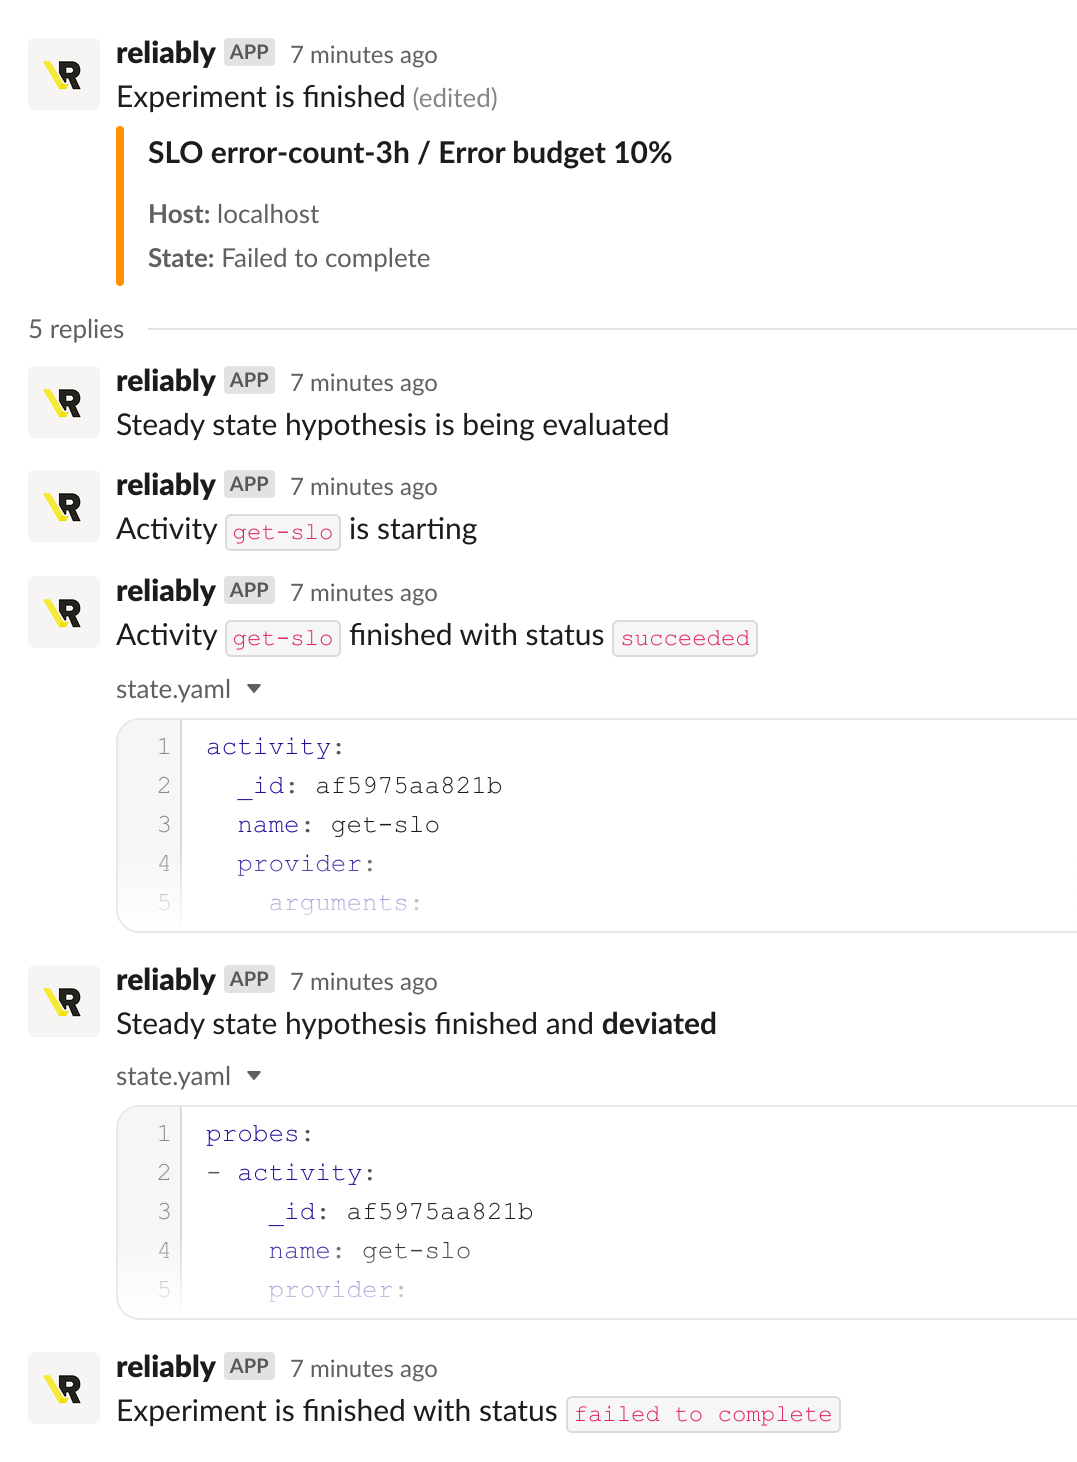 reliably APP 7 minutes ago
Experiment is finished (edited)
SLO error-count-3h / Error budget 10%
Host: localhost
State: Failed to complete
5 replies
reliably APP 7 minutes ago
Steady state hypothesis is being evaluated
reliably APP 7 minutes ago
Activity get-slo is starting
reliably APP 7 minutes ago
Activity get-slo finished with status succeeded
state.yaml
1 activity:
2   _id: af5975aa821b
3   name: get-slo
4   provider:
5     arguments:
reliably APP 7 minutes ago
Steady state hypothesis finished and deviated
state.yaml
1 probes:
2 - activity:
3     _id: af5975aa821b
4     name: get-slo
5     provider:
reliably APP 7 minutes ago
Experiment is finished with status failed to complete